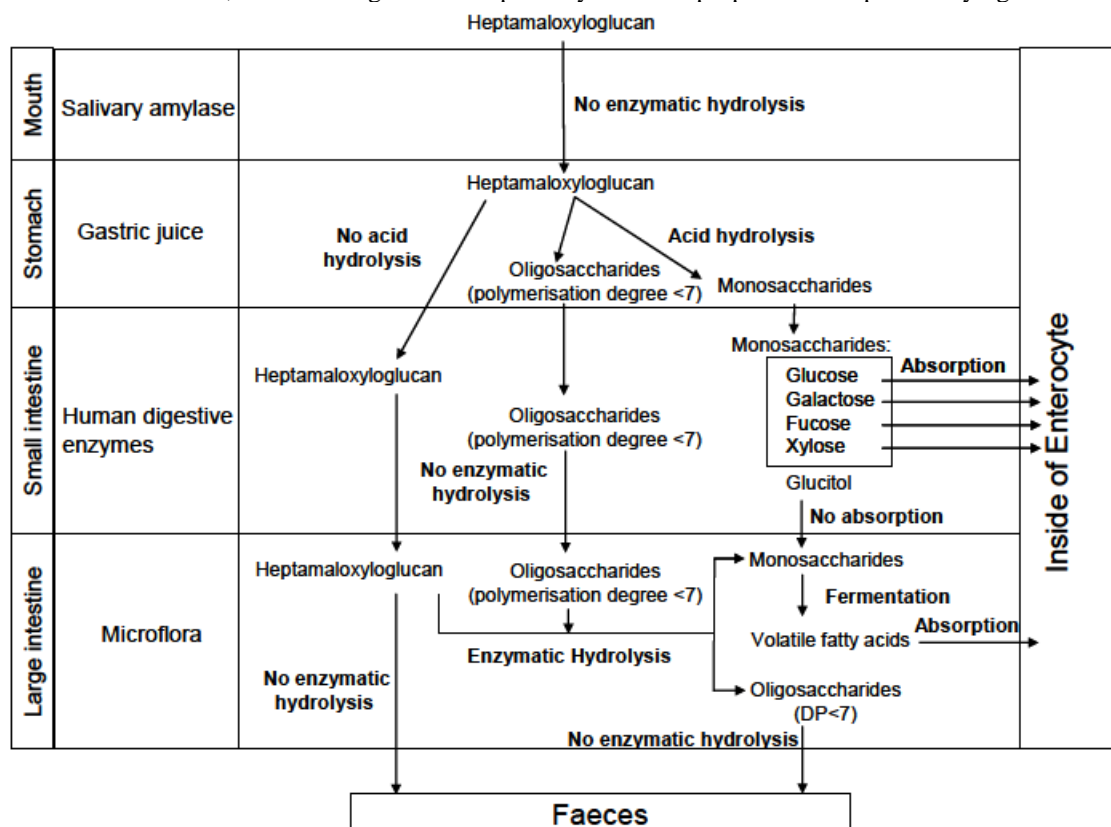 Heptamaloxyloglucan
Mouth
Salivary amylase
No enzymatic hydrolysis
Stomach
Gastric juice
Heptamaloxyloglucan
No acid
hydrolysis
Acid hydrolysis
Oligosaccharides
(polymerisation degree <7)
Monosaccharides
Small intestine
Human digestive
enzymes
Heptamaloxyloglucan
Oligosaccharides
(polymerisation degree <7)
No enzymatic
hydrolysis
Monosaccharides:
Glucose
Galactose
Fucose
Xylose
Absorption
Glucitol
No absorption
Large intestine
Microflora
Heptamaloxyloglucan
Oligosaccharides
(polymerisation degree <7)
Enzymatic Hydrolysis
No enzymatic
hydrolysis
Monosaccharides
Fermentation
Volatile fatty acids
Absorption
Oligosaccharides
(DP<7)
No enzymatic hydrolysis
Inside of Enterocyte
Faeces